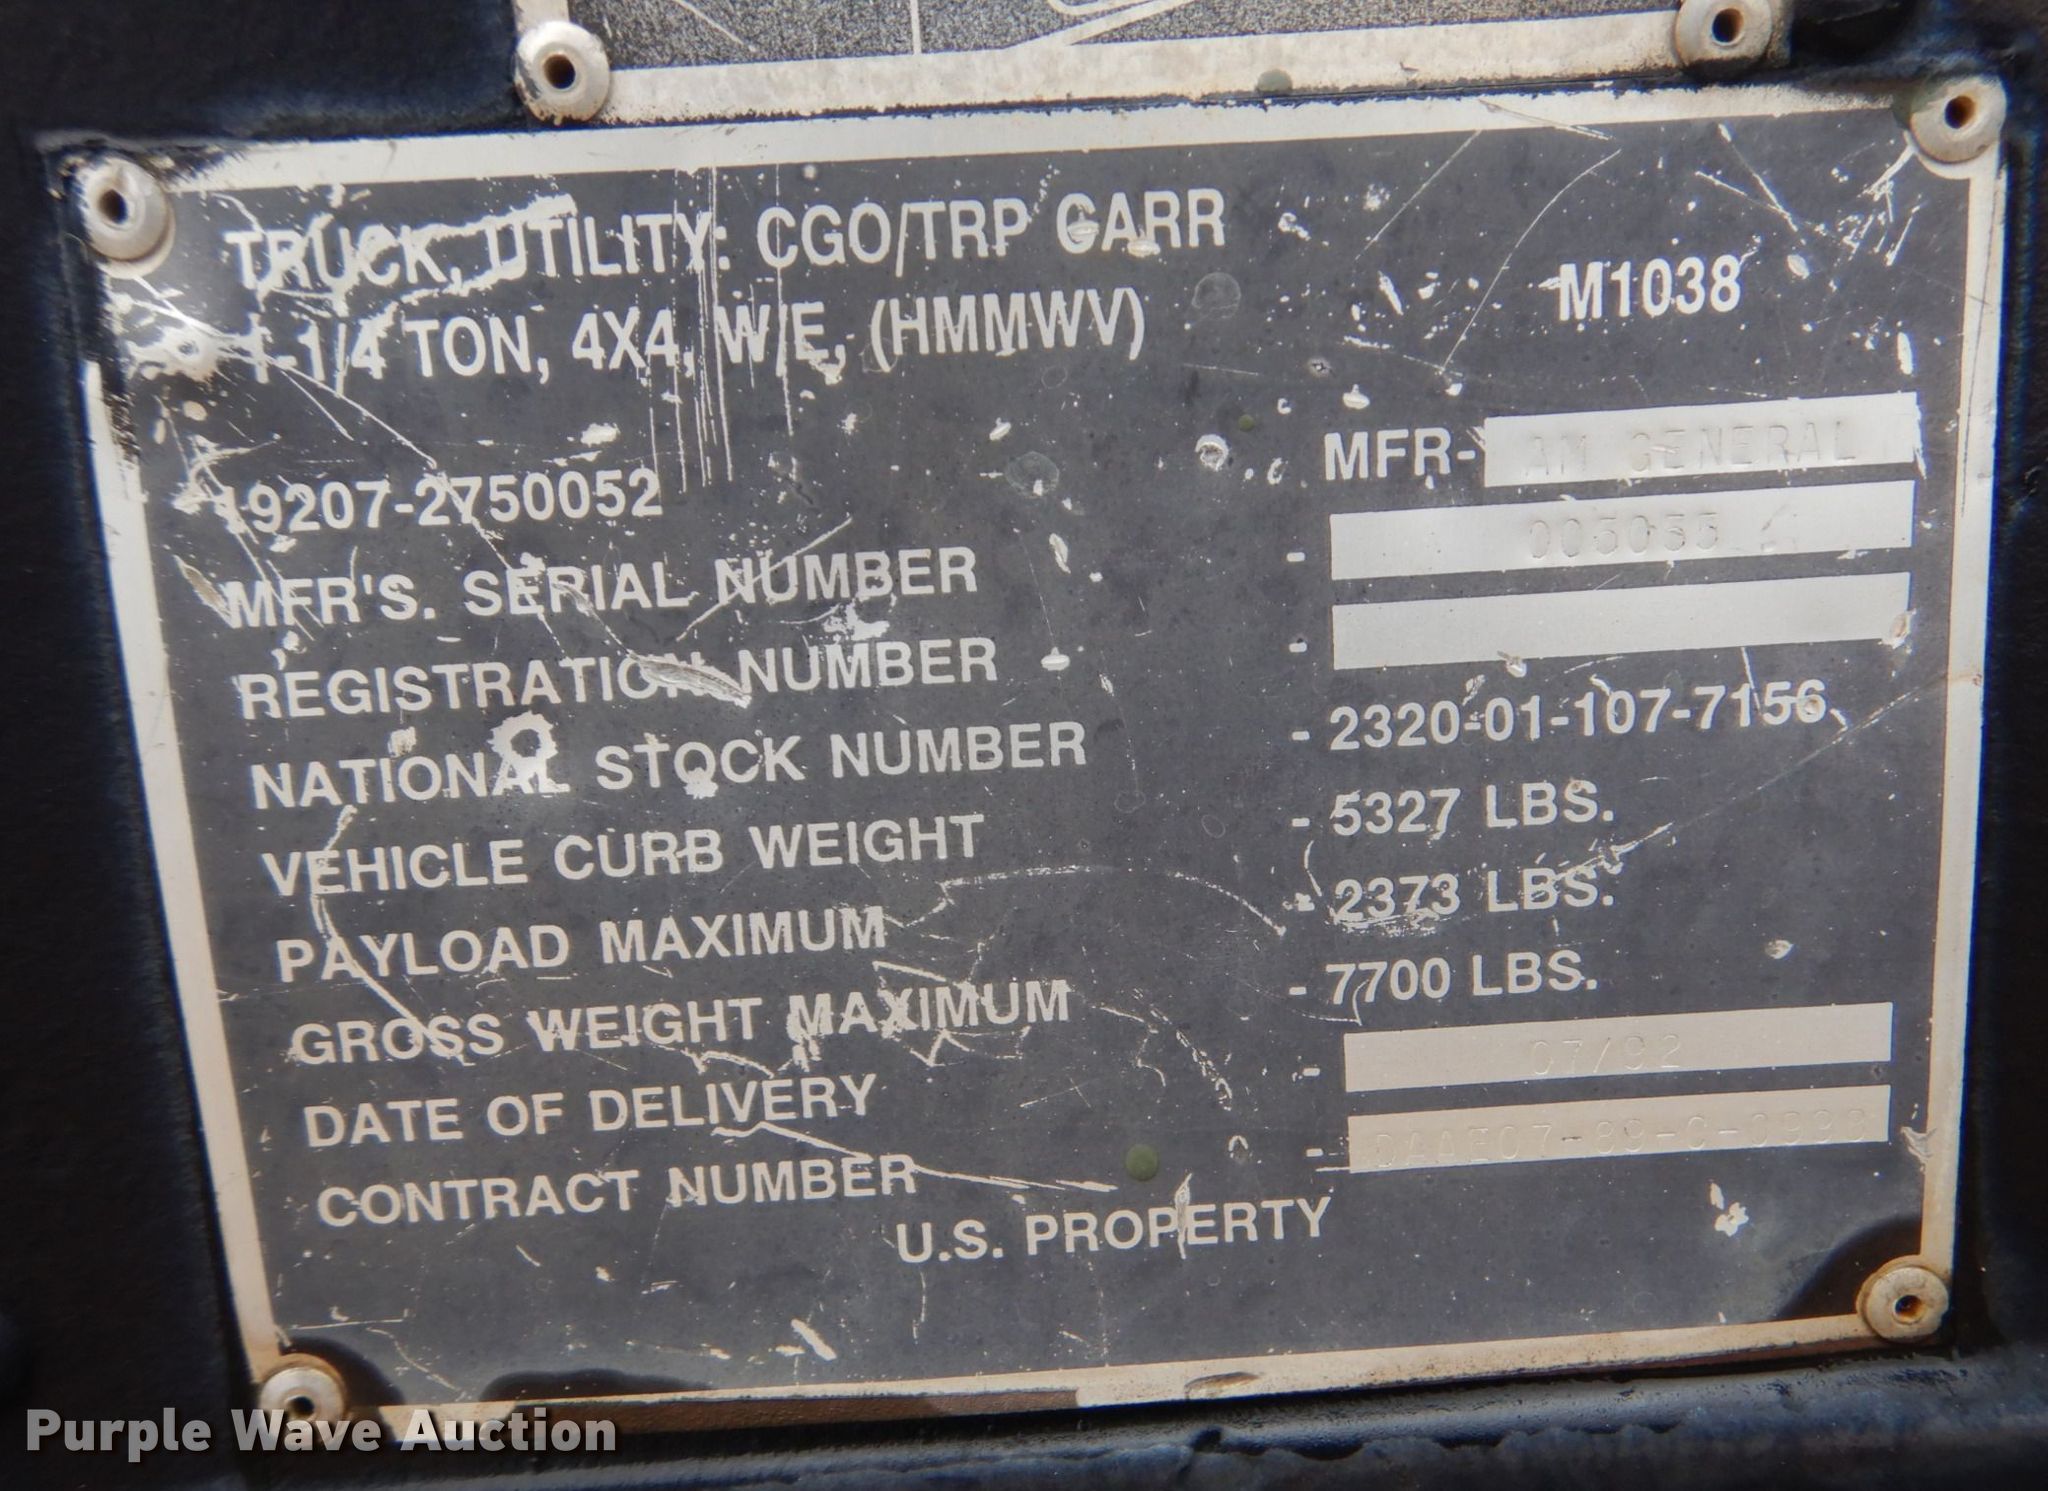 TRUCK, UTILITY: CGO/TRP CARR
1-1/4 TON, 4X4, W/E, (HMMWV)
M1038
19207-2750052
MFR- AM GENERAL
MFR'S. SERIAL NUMBER -
REGISTRATION NUMBER -
NATIONAL STOCK NUMBER - 2320-01-107-7156
VEHICLE CURB WEIGHT - 5327 LBS.
PAYLOAD MAXIMUM - 2373 LBS.
GROSS WEIGHT MAXIMUM - 7700 LBS.
DATE OF DELIVERY - 07/92
CONTRACT NUMBER -
U.S. PROPERTY
Purple Wave Auction